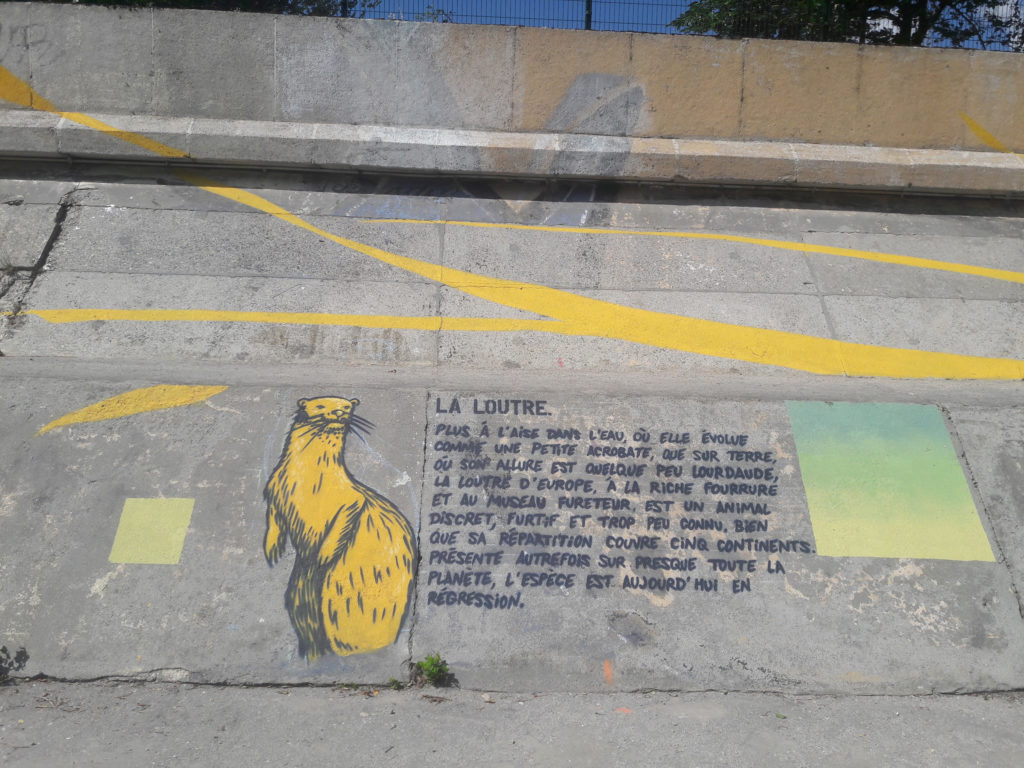 LA LOUTRE.
PLUS À L'AISE DANS L'EAU, OÙ ELLE ÉVOLUE
COMME UNE PETITE ACROBATE, QUE SUR TERRE,
OÙ SON ALLURE EST QUELQUE PEU LOURDAUDE,
LA LOUTRE D'EUROPE, À LA RICHE FOURRURE
ET AU MUSEAU FURETEUR, EST UN ANIMAL
DISCRET, FURTIF ET TROP PEU CONNU, BIEN
QUE SA RÉPARTITION COUVRE CINQ CONTINENTS.
PRÉSENTE AUTREFOIS SUR PRESQUE TOUTE LA
PLANÈTE, L'ESPÈCE EST AUJOURD'HUI EN
RÉGRESSION.